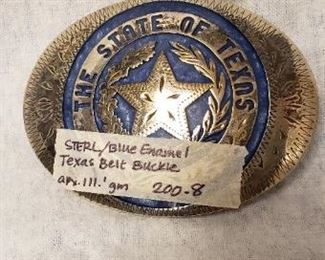 THE STATE OF TEXAS
STERL/Blue Enamel
Texas Belt Buckle
apx. 111.' gm 200-8